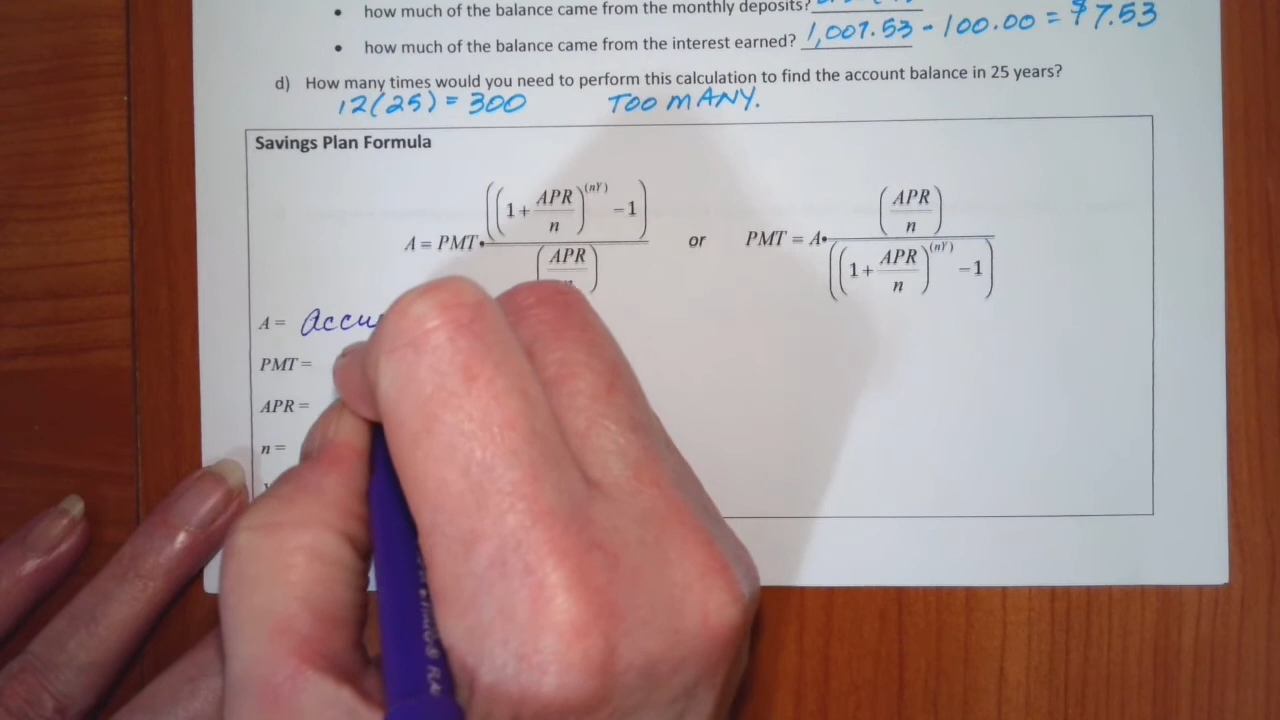 • how much of the balance came from the monthly deposits?
• how much of the balance came from the interest earned? 1,007.53 - 100.00 = $7.53
d) How many times would you need to perform this calculation to find the account balance in 25 years?
12(25) = 300 TOO MANY.
Savings Plan Formula
A = PMT • ((1 + APR/n)^(nY) - 1) / (APR/n) or PMT = A • (APR/n) / ((1 + APR/n)^(nY) - 1)
A = accu
PMT =
APR =
n =